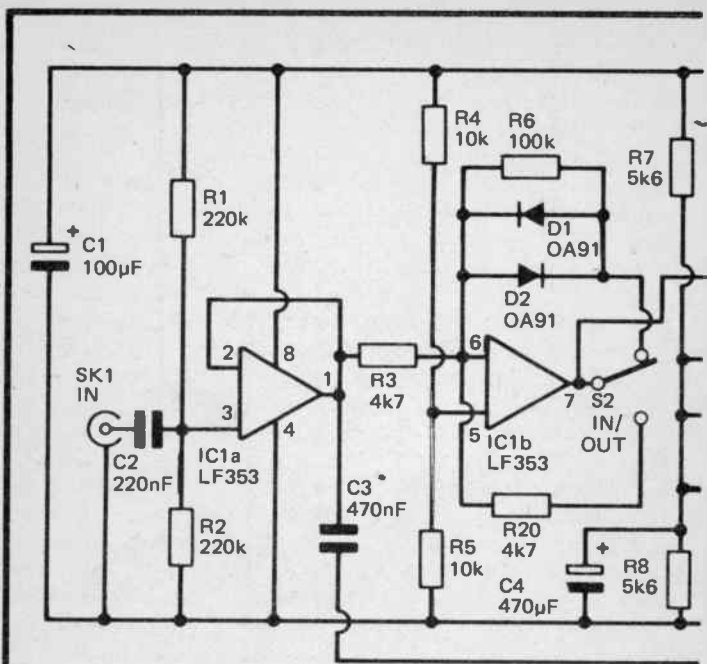 R4
10k
R6
100k
R7
5k6
R1
220k
D1
OA91
+
C1
100µF
D2
OA91
2
8
6
SK1
IN
1
R3
4k7
7
S2
3
IN/
OUT
4
5
IC1a
LF353
IC1b
LF353
C2
220nF
C3
470nF
R2
220k
R20
4k7
R5
10k
+
C4
470µF
R8
5k6